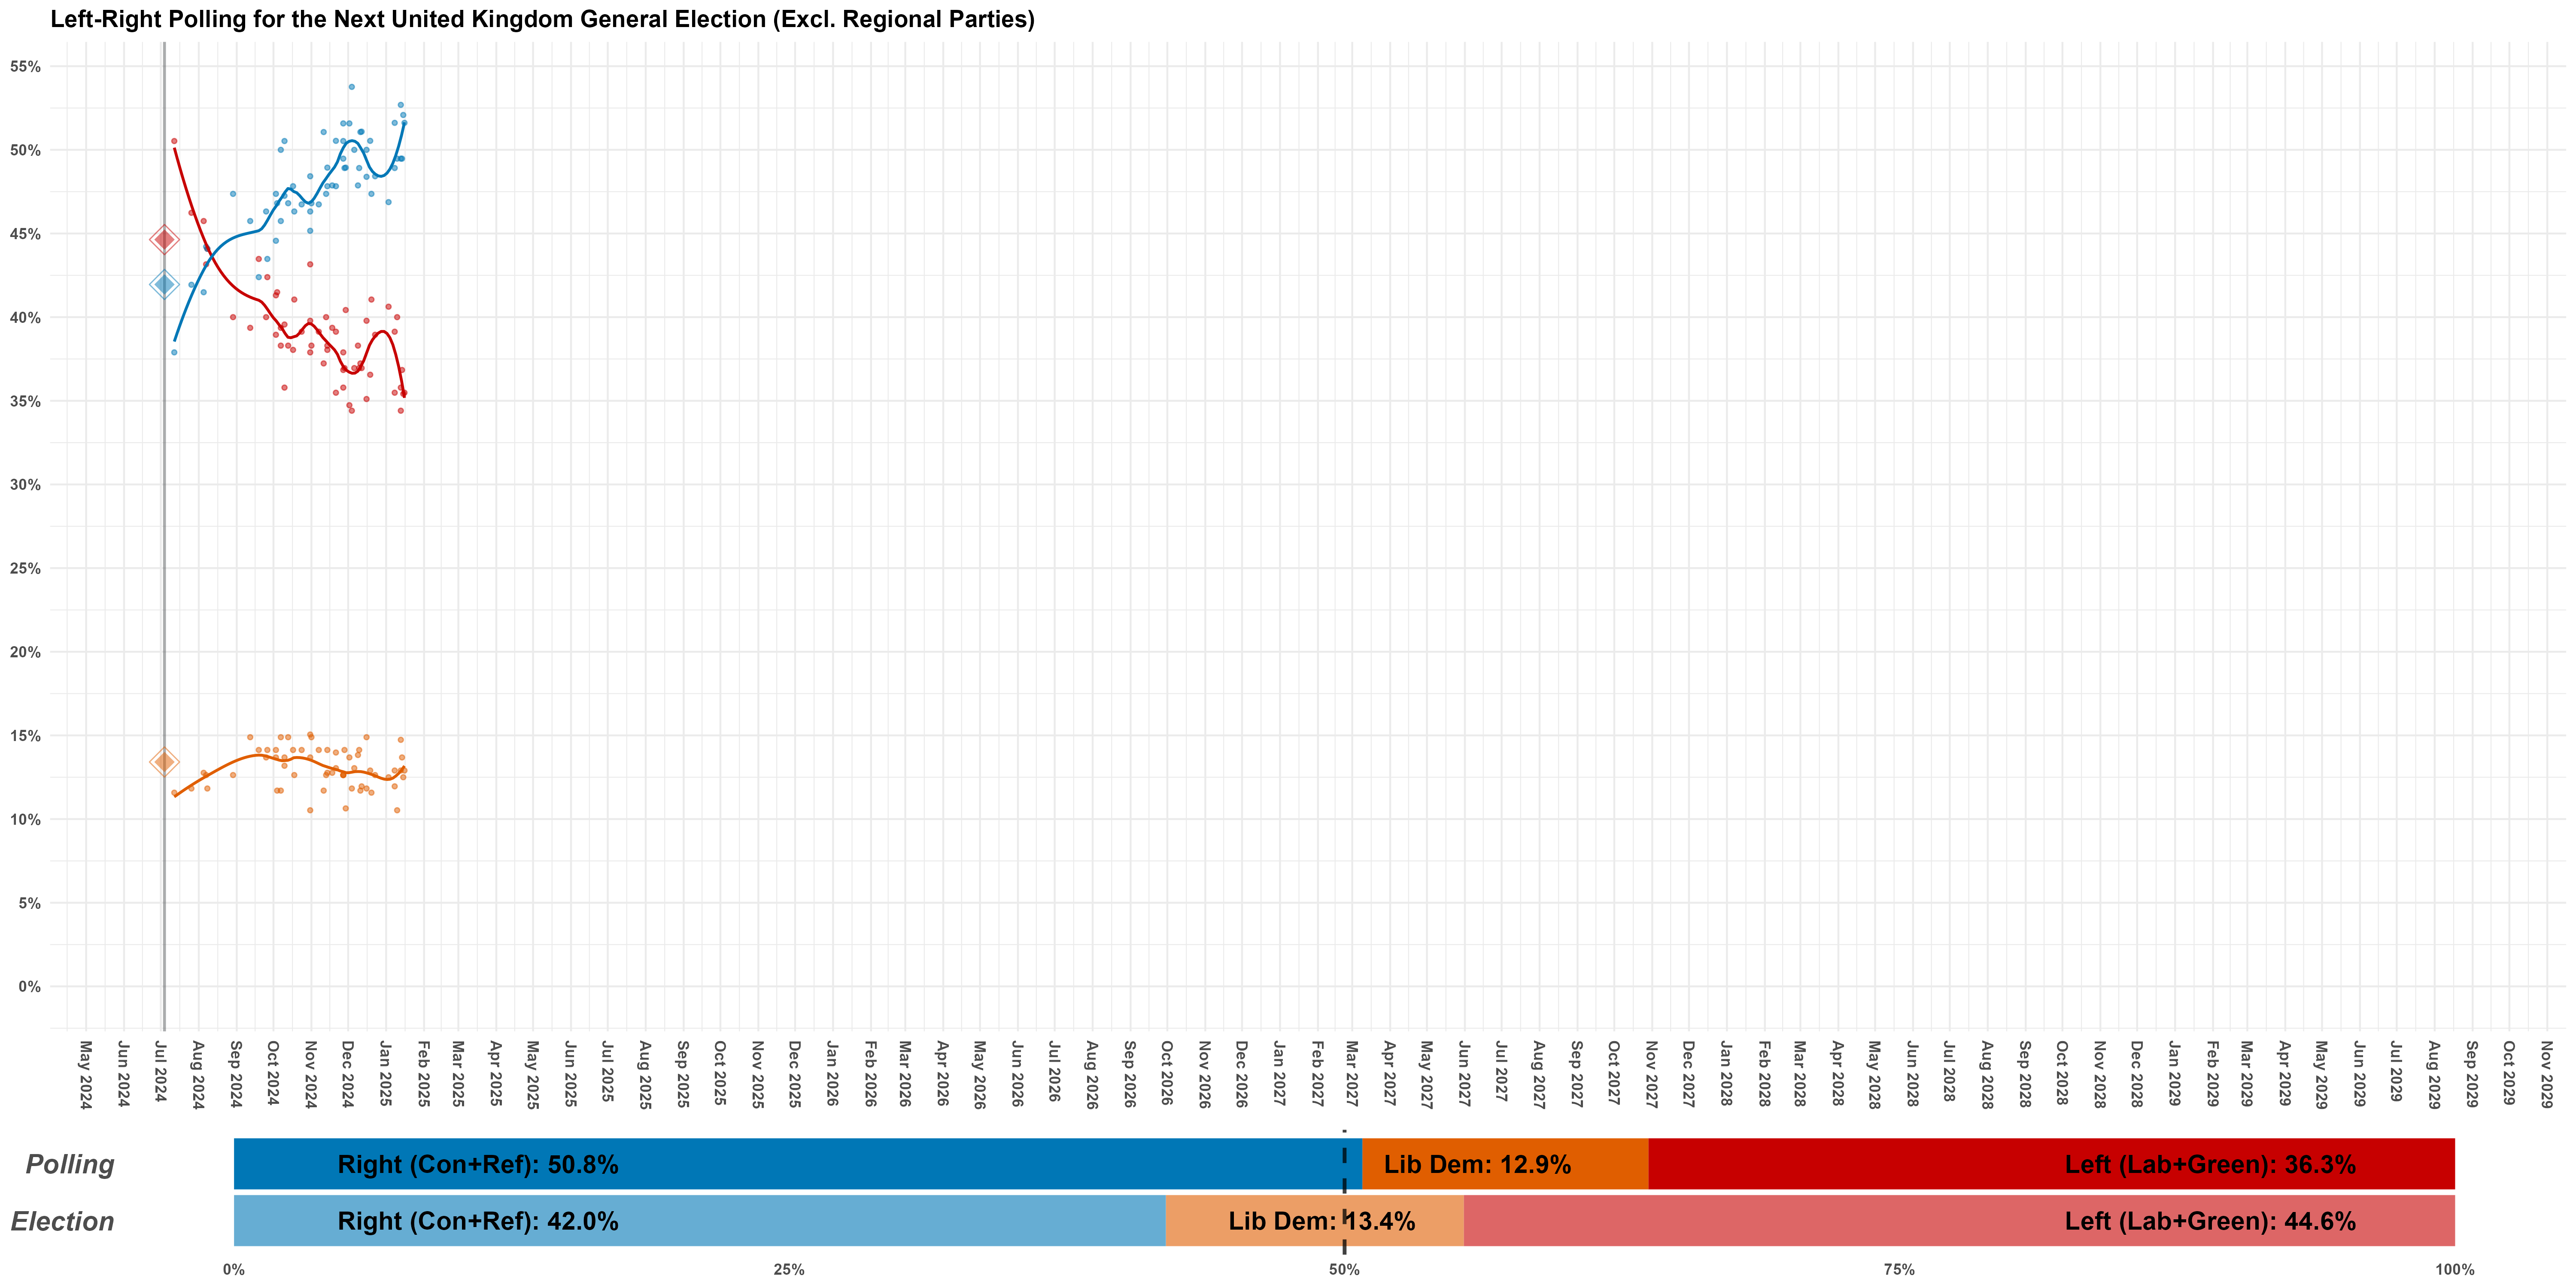 Left-Right Polling for the Next United Kingdom General Election (Excl. Regional Parties)
55%
50%
45%
40%
35%
30%
25%
20%
15%
10%
5%
0%
May 2024
Jun 2024
Jul 2024
Aug 2024
Sep 2024
Oct 2024
Nov 2024
Dec 2024
Jan 2025
Feb 2025
Mar 2025
Apr 2025
May 2025
Jun 2025
Jul 2025
Aug 2025
Sep 2025
Oct 2025
Nov 2025
Dec 2025
Jan 2026
Feb 2026
Mar 2026
Apr 2026
May 2026
Jun 2026
Jul 2026
Aug 2026
Sep 2026
Oct 2026
Nov 2026
Dec 2026
Jan 2027
Feb 2027
Mar 2027
Apr 2027
May 2027
Jun 2027
Jul 2027
Aug 2027
Sep 2027
Oct 2027
Nov 2027
Dec 2027
Jan 2028
Feb 2028
Mar 2028
Apr 2028
May 2028
Jun 2028
Jul 2028
Aug 2028
Sep 2028
Oct 2028
Nov 2028
Dec 2028
Jan 2029
Feb 2029
Mar 2029
Apr 2029
May 2029
Jun 2029
Jul 2029
Aug 2029
Sep 2029
Oct 2029
Nov 2029
Polling
Right (Con+Ref): 50.8%
Lib Dem: 12.9%
Left (Lab+Green): 36.3%
Election
Right (Con+Ref): 42.0%
Lib Dem: 13.4%
Left (Lab+Green): 44.6%
0%
25%
50%
75%
100%